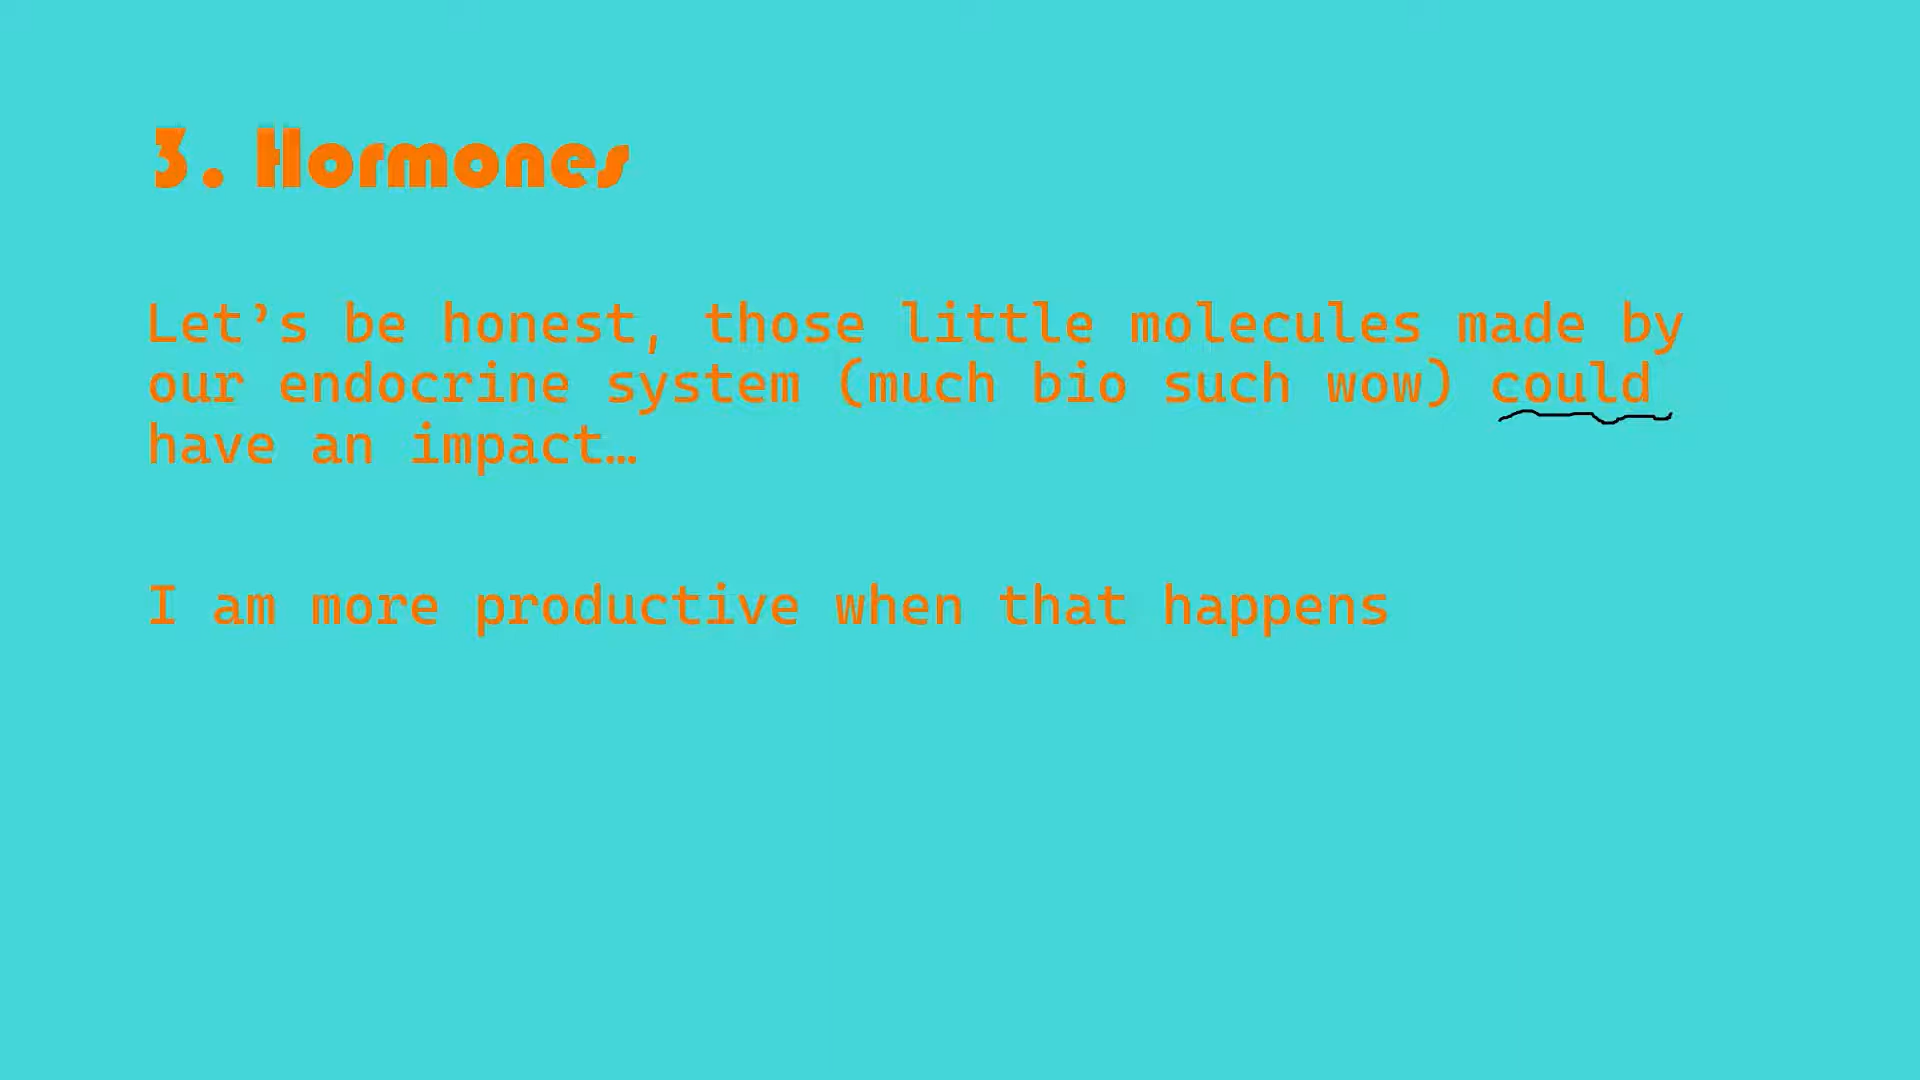 3. Hormones
Let’s be honest, those little molecules made by
our endocrine system (much bio such wow) could
have an impact…
I am more productive when that happens